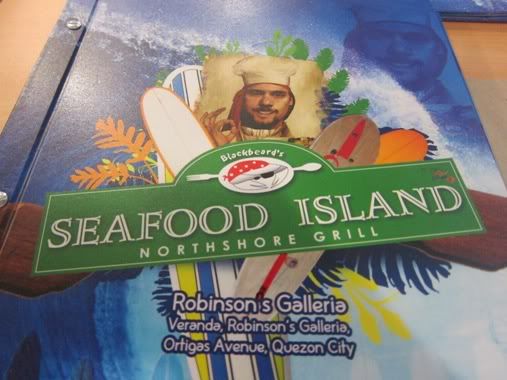 Blackbeard's
SEAFOOD ISLAND
NORTHSHORE GRILL
Robinson's Galleria
Veranda, Robinson's Galleria,
Ortigas Avenue, Quezon City